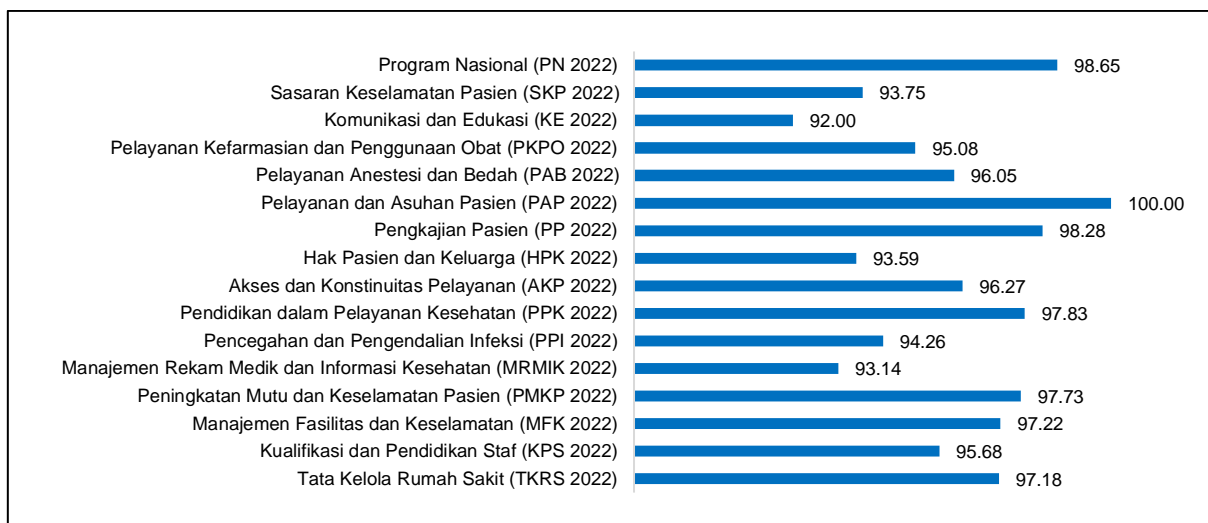 Program Nasional (PN 2022) 98.65
Sasaran Keselamatan Pasien (SKP 2022) 93.75
Komunikasi dan Edukasi (KE 2022) 92.00
Pelayanan Kefarmasian dan Penggunaan Obat (PKPO 2022) 95.08
Pelayanan Anestesi dan Bedah (PAB 2022) 96.05
Pelayanan dan Asuhan Pasien (PAP 2022) 100.00
Pengkajian Pasien (PP 2022) 98.28
Hak Pasien dan Keluarga (HPK 2022) 93.59
Akses dan Konstinuitas Pelayanan (AKP 2022) 96.27
Pendidikan dalam Pelayanan Kesehatan (PPK 2022) 97.83
Pencegahan dan Pengendalian Infeksi (PPI 2022) 94.26
Manajemen Rekam Medik dan Informasi Kesehatan (MRMIK 2022) 93.14
Peningkatan Mutu dan Keselamatan Pasien (PMKP 2022) 97.73
Manajemen Fasilitas dan Keselamatan (MFK 2022) 97.22
Kualifikasi dan Pendidikan Staf (KPS 2022) 95.68
Tata Kelola Rumah Sakit (TKRS 2022) 97.18